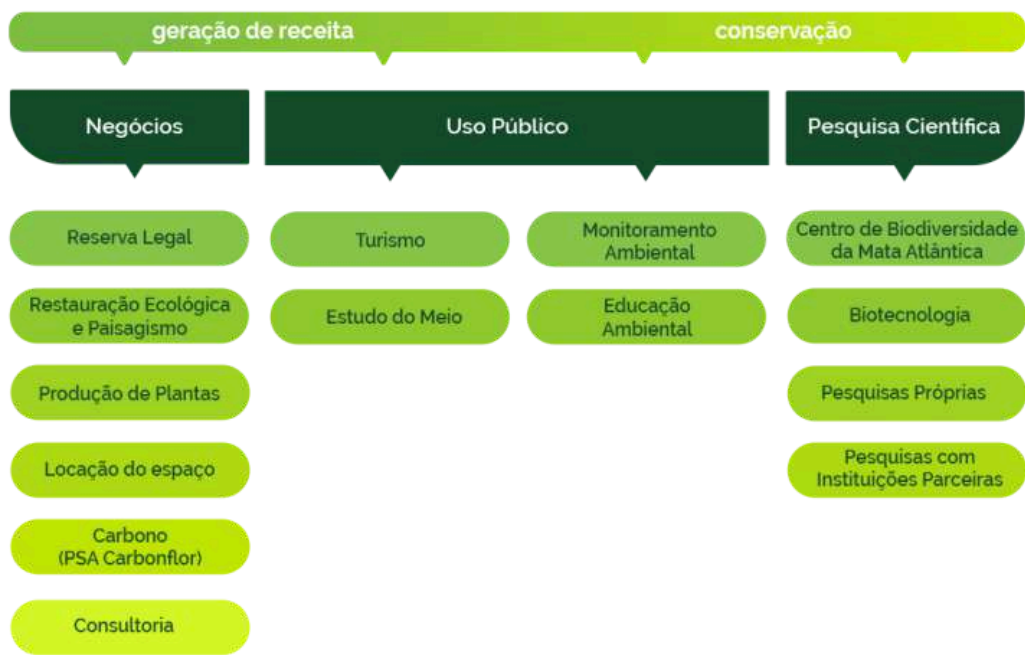 geração de receita
conservação
Negócios
Uso Público
Pesquisa Científica
Reserva Legal
Restauração Ecológica
e Paisagismo
Produção de Plantas
Locação do espaço
Carbono
(PSA Carbonflor)
Consultoria
Turismo
Estudo do Meio
Monitoramento
Ambiental
Educação
Ambiental
Centro de Biodiversidade
da Mata Atlântica
Biotecnologia
Pesquisas Próprias
Pesquisas com
Instituições Parceiras